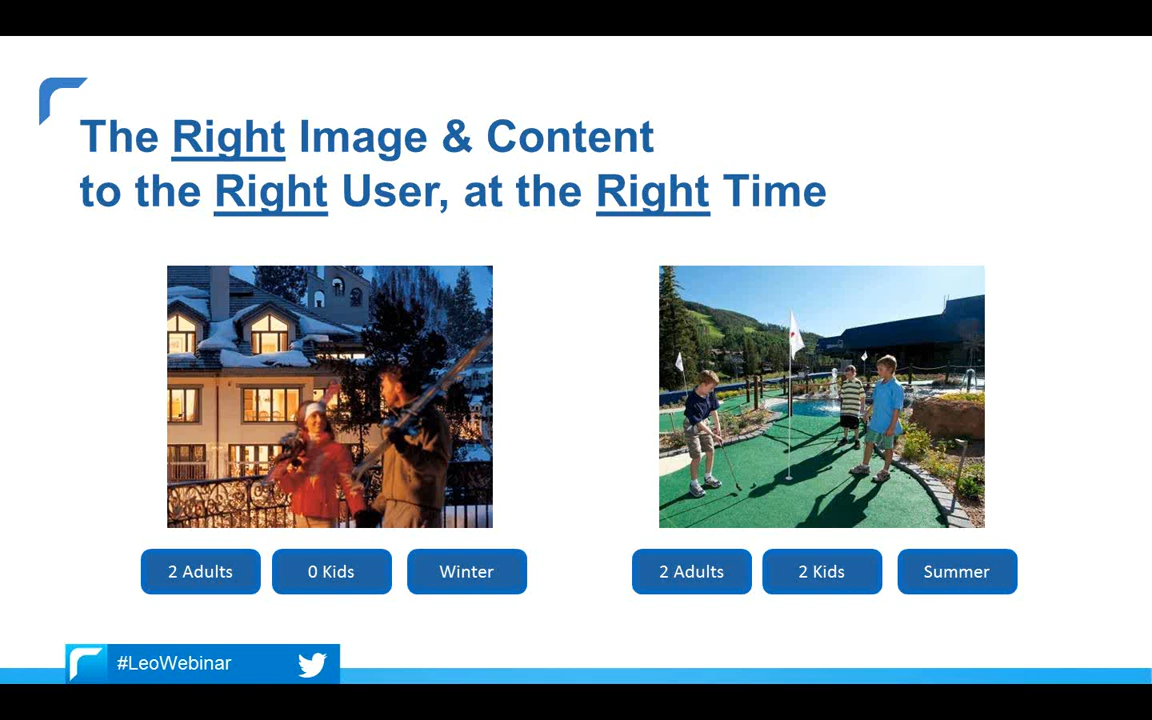 The Right Image & Content
to the Right User, at the Right Time
2 Adults
0 Kids
Winter
2 Adults
2 Kids
Summer
#LeoWebinar